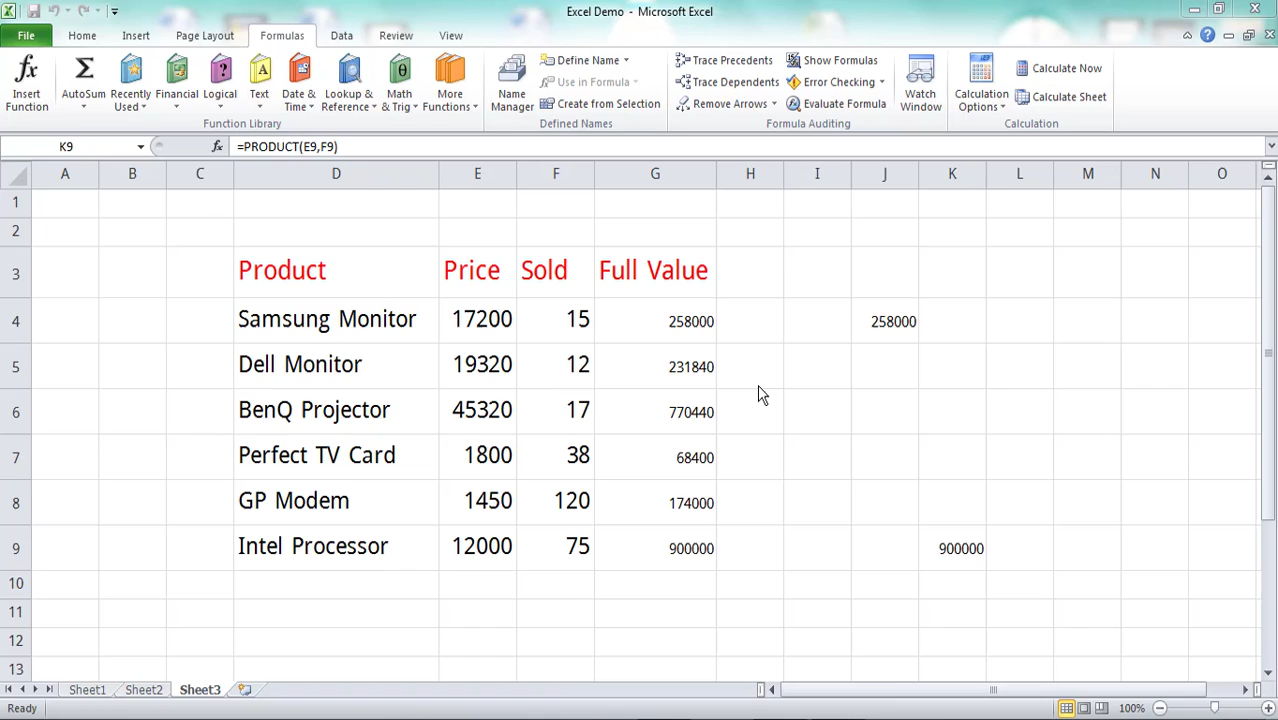 Excel Demo - Microsoft Excel
File Home Insert Page Layout Formulas Data Review View
fx Insert Function
Σ AutoSum
Recently Used
Financial
Logical
A Text
Date & Time
Lookup & Reference
θ Math & Trig
More Functions
Function Library
Name Manager
Define Name
Use in Formula
Create from Selection
Defined Names
Trace Precedents
Trace Dependents
Remove Arrows
Show Formulas
Error Checking
Evaluate Formula
Formula Auditing
Watch Window
Calculation Options
Calculate Now
Calculate Sheet
Calculation
K9 fx =PRODUCT(E9,F9)
A B C D E F G H I J K L M N O
1
2
3 Product Price Sold Full Value
4 Samsung Monitor 17200 15 258000 258000
5 Dell Monitor 19320 12 231840
6 BenQ Projector 45320 17 770440
7 Perfect TV Card 1800 38 68400
8 GP Modem 1450 120 174000
9 Intel Processor 12000 75 900000 900000
10
11
12
13
Sheet1 Sheet2 Sheet3
Ready 100%